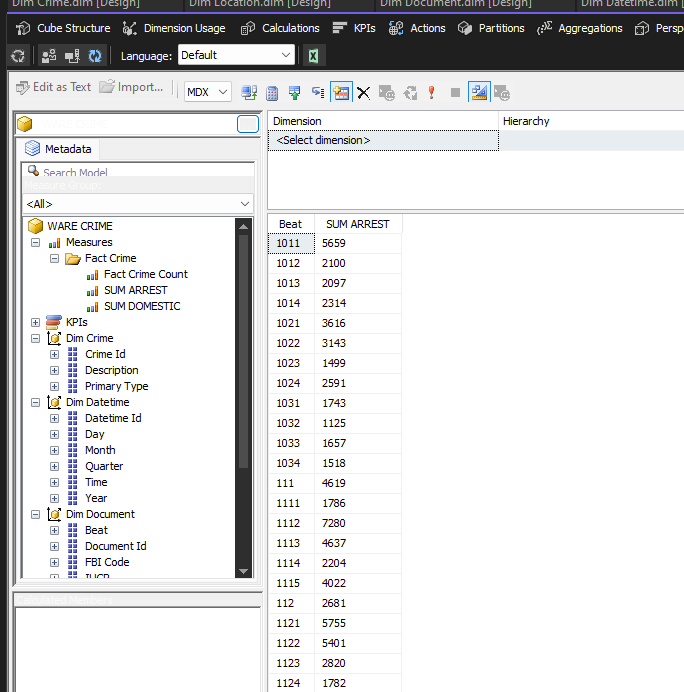 Dim Crime.dim [Design] Dim Location.dim [Design] Dim Document.dim [Design] Dim Datetime.dim [Design]
Cube Structure Dimension Usage Calculations KPIs Actions Partitions Aggregations Persp
Language: Default
Edit as Text Import... MDX
Dimension Hierarchy
<Select dimension>
Metadata
Search Model
Measure Group:
<All>
WARE CRIME
Measures
Fact Crime
Fact Crime Count
SUM ARREST
SUM DOMESTIC
KPIs
Dim Crime
Crime Id
Description
Primary Type
Dim Datetime
Datetime Id
Day
Month
Quarter
Time
Year
Dim Document
Beat
Document Id
FBI Code
IUCR
Calculated Members
Beat SUM ARREST
1011 5659
1012 2100
1013 2097
1014 2314
1021 3616
1022 3143
1023 1499
1024 2591
1031 1743
1032 1125
1033 1657
1034 1518
111 4619
1111 1786
1112 7280
1113 4637
1114 2204
1115 4022
112 2681
1121 5755
1122 5401
1123 2820
1124 1782